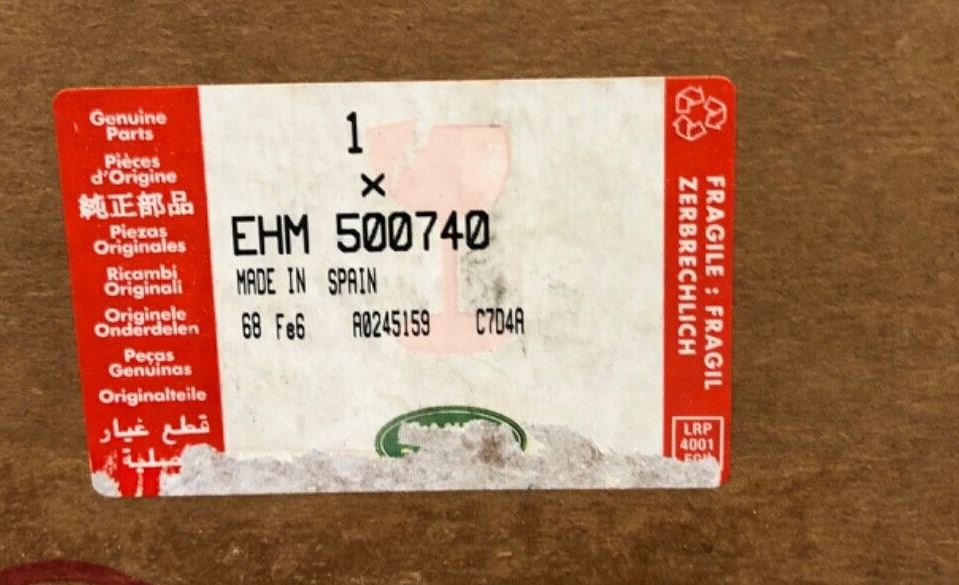 Genuine
Parts
Pièces
d'Origine
純正部品
Piezas
Originales
Ricambi
Originali
Originele
Onderdelen
Peças
Genuinas
Originalteile
قطع غيار
1
×
EHM 500740
MADE IN SPAIN
68 Fe6 A0245159 C7D4A
FRAGILE : FRAGIL
ZERBRECHLICH
LRP
4001